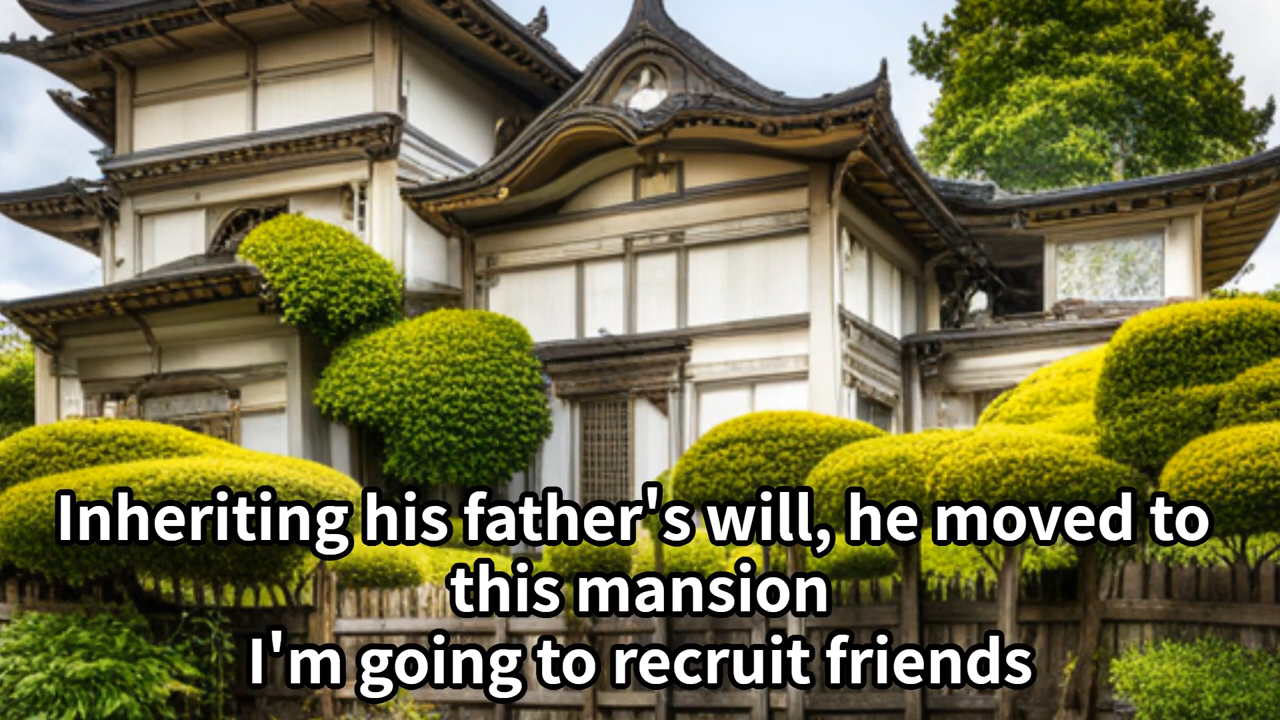 Inheriting his father's will, he moved to
this mansion
I'm going to recruit friends